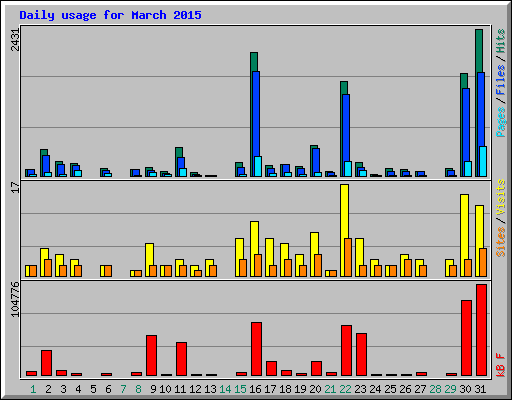 Daily usage for March 2015
2431
Pages / Files / Hits
17
Sites / Visits
104776
kB F
1 2 3 4 5 6 7 8 9 10 11 12 13 14 15 16 17 18 19 20 21 22 23 24 25 26 27 28 29 30 31